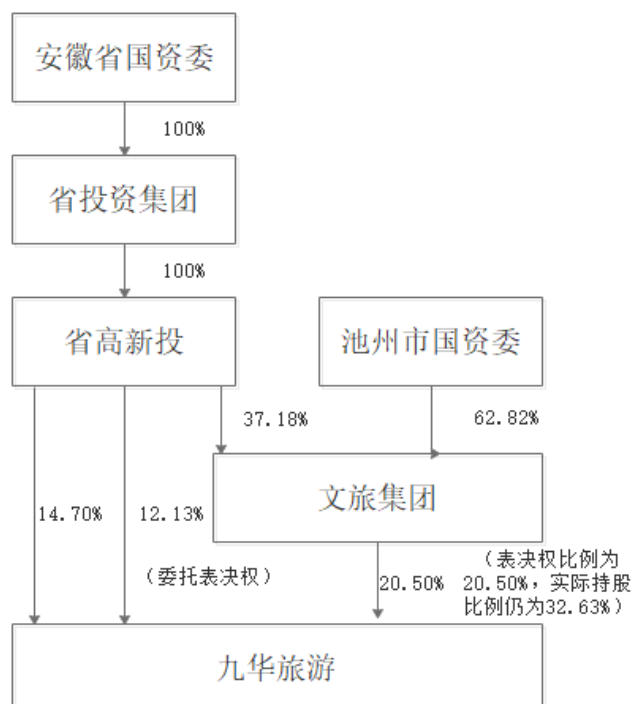 安徽省国资委
100%
省投资集团
100%
省高新投
池州市国资委
37.18%
62.82%
文旅集团
14.70%
12.13%
（委托表决权）
20.50%
（表决权比例为
20.50%，实际持股
比例仍为32.63%）
九华旅游